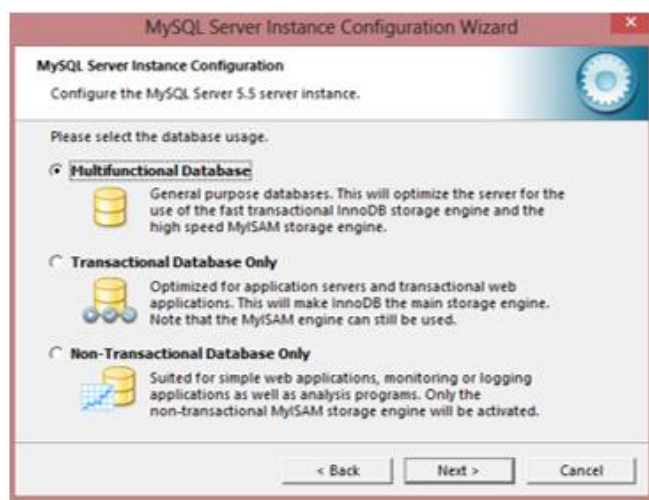 MySQL Server Instance Configuration Wizard
MySQL Server Instance Configuration
Configure the MySQL Server 5.5 server instance.
Please select the database usage.
Multifunctional Database
General purpose databases. This will optimize the server for the
use of the fast transactional InnoDB storage engine and the
high speed MyISAM storage engine.
Transactional Database Only
Optimized for application servers and transactional web
applications. This will make InnoDB the main storage engine.
Note that the MyISAM engine can still be used.
Non-Transactional Database Only
Suited for simple web applications, monitoring or logging
applications as well as analysis programs. Only the
non-transactional MyISAM storage engine will be activated.
< Back
Next >
Cancel